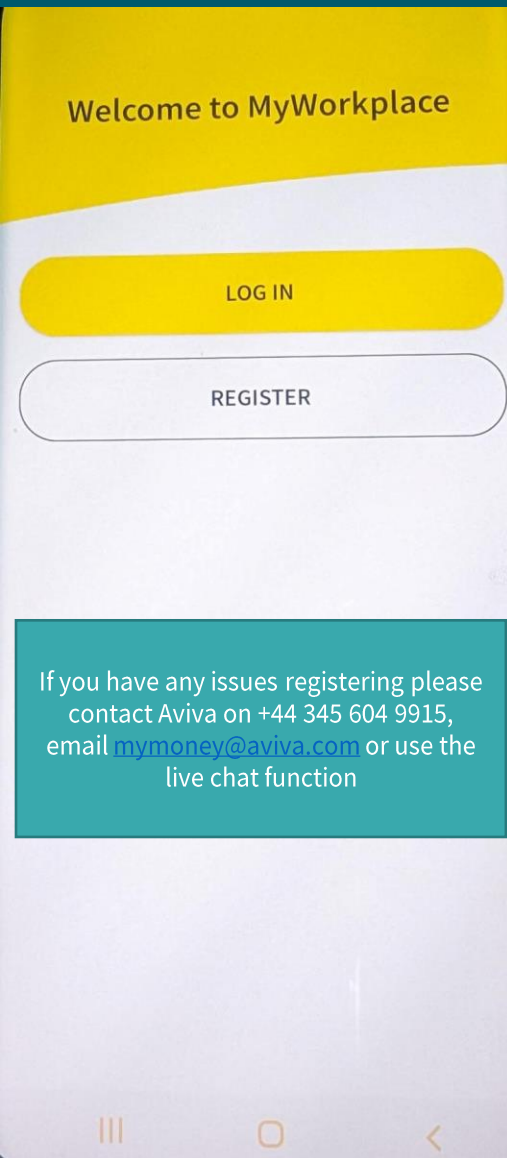 Welcome to MyWorkplace
LOG IN
REGISTER
If you have any issues registering please
contact Aviva on +44 345 604 9915,
email mymoney@aviva.com or use the
live chat function